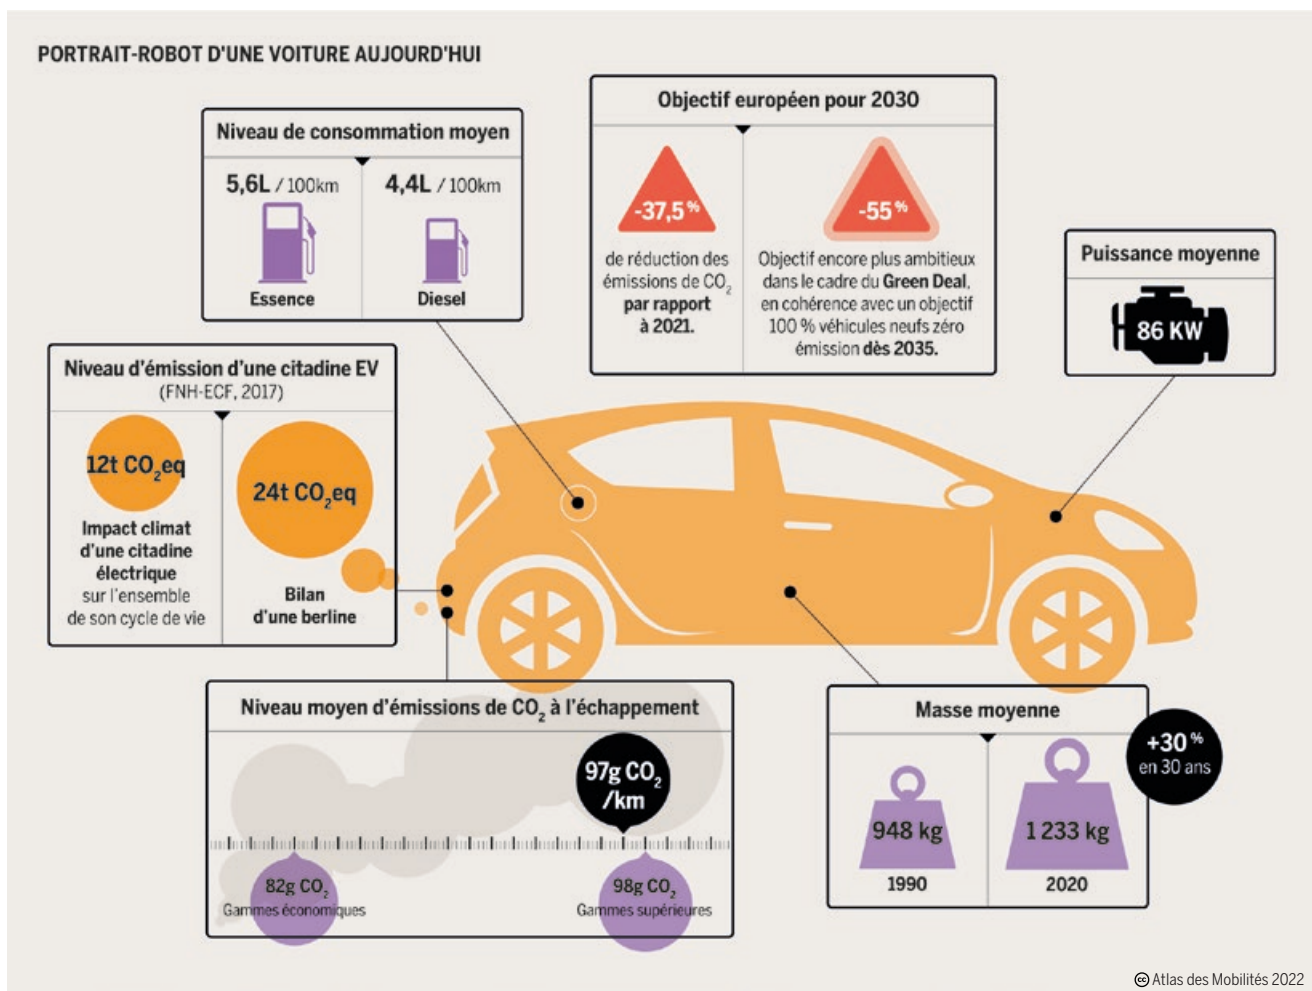 PORTRAIT-ROBOT D'UNE VOITURE AUJOURD'HUI
Niveau de consommation moyen
5,6L / 100km
Essence
4,4L / 100km
Diesel
Objectif européen pour 2030
-37,5 %
de réduction des
émissions de CO₂
par rapport
à 2021.
-55 %
Objectif encore plus ambitieux
dans le cadre du Green Deal,
en cohérence avec un objectif
100 % véhicules neufs zéro
émission dès 2035.
Puissance moyenne
86 KW
Niveau d'émission d'une citadine EV
(FNH-ECF, 2017)
12t CO₂eq
Impact climat
d'une citadine
électrique
sur l'ensemble
de son cycle de vie
24t CO₂eq
Bilan
d'une berline
Niveau moyen d'émissions de CO₂ à l'échappement
97g CO₂
/km
82g CO₂
Gammes économiques
98g CO₂
Gammes supérieures
Masse moyenne
948 kg
1990
1 233 kg
2020
+30 %
en 30 ans
cc Atlas des Mobilités 2022